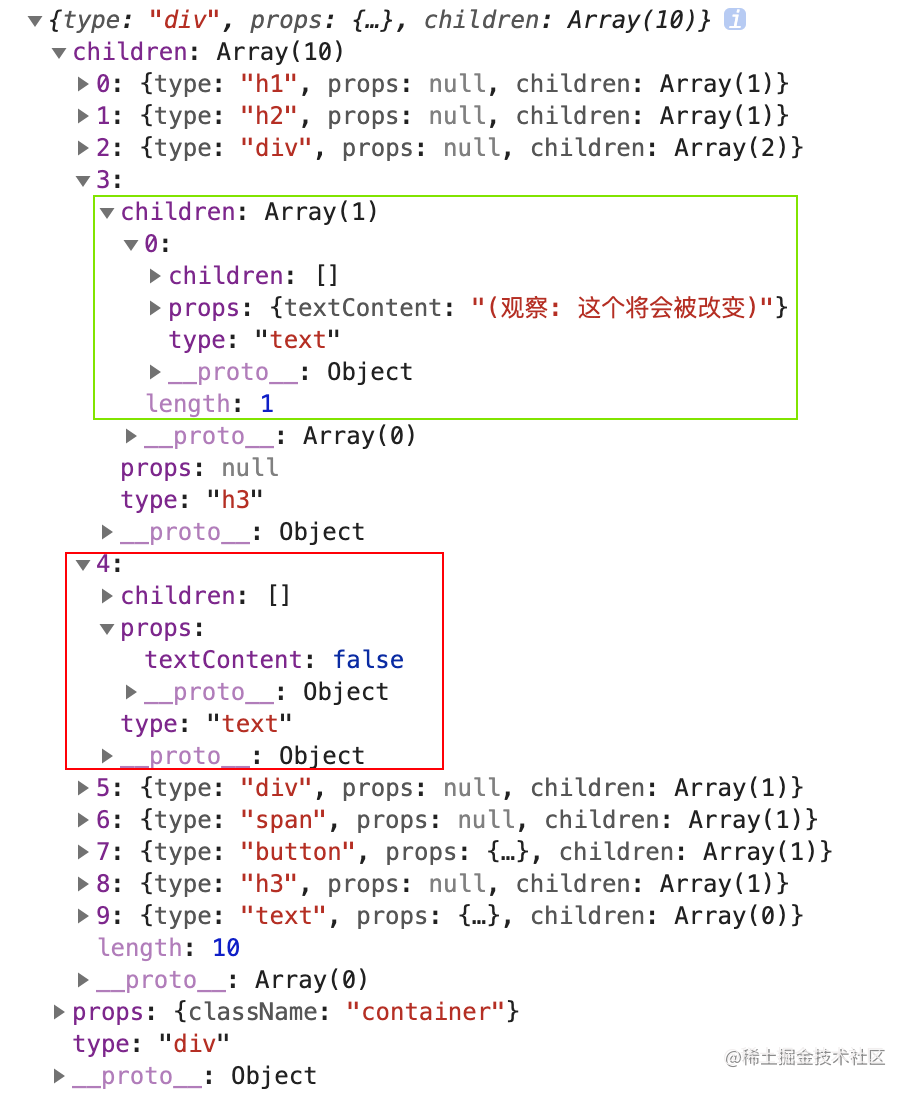 {type: "div", props: {…}, children: Array(10)} i
children: Array(10)
0: {type: "h1", props: null, children: Array(1)}
1: {type: "h2", props: null, children: Array(1)}
2: {type: "div", props: null, children: Array(2)}
3:
children: Array(1)
0:
children: []
props: {textContent: "(观察: 这个将会被改变)"}
type: "text"
__proto__: Object
length: 1
__proto__: Array(0)
props: null
type: "h3"
__proto__: Object
4:
children: []
props:
textContent: false
__proto__: Object
type: "text"
__proto__: Object
5: {type: "div", props: null, children: Array(1)}
6: {type: "span", props: null, children: Array(1)}
7: {type: "button", props: {…}, children: Array(1)}
8: {type: "h3", props: null, children: Array(1)}
9: {type: "text", props: {…}, children: Array(0)}
length: 10
__proto__: Array(0)
props: {className: "container"}
type: "div"
__proto__: Object
@稀土掘金技术社区